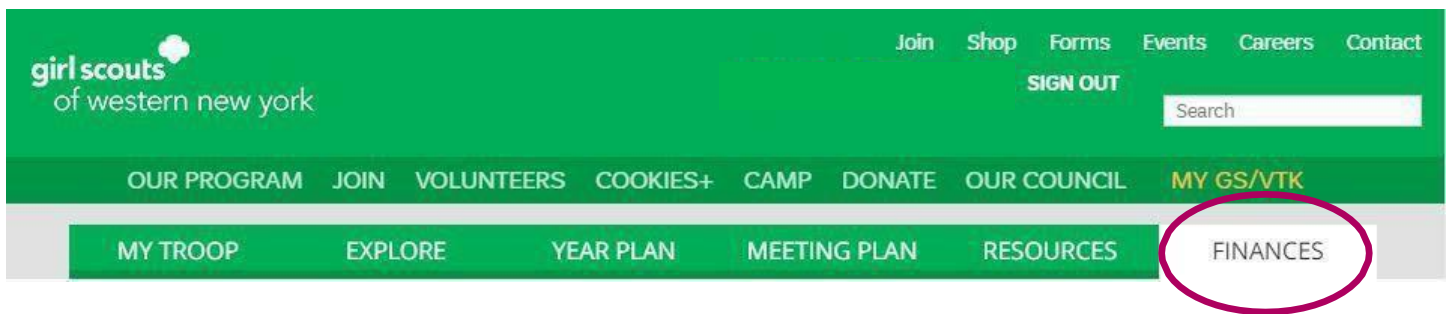 Join Shop Forms Events Careers Contact
girl scouts
of western new york
SIGN OUT
Search
OUR PROGRAM JOIN VOLUNTEERS COOKIES+ CAMP DONATE OUR COUNCIL MY GS/VTK
MY TROOP EXPLORE YEAR PLAN MEETING PLAN RESOURCES FINANCES